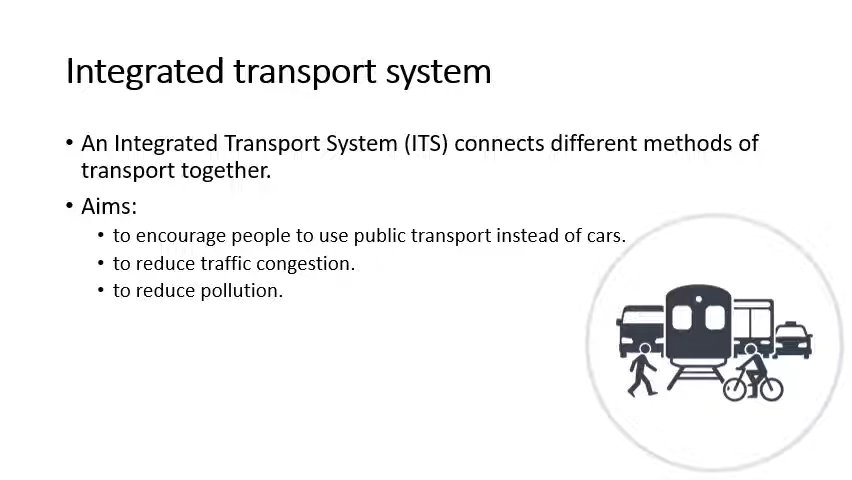 Integrated transport system
• An Integrated Transport System (ITS) connects different methods of
transport together.
• Aims:
• to encourage people to use public transport instead of cars.
• to reduce traffic congestion.
• to reduce pollution.